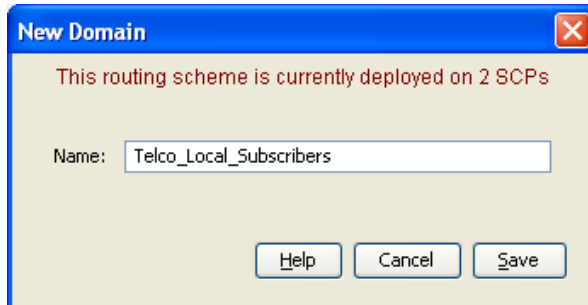 New Domain
This routing scheme is currently deployed on 2 SCPs
Name: Telco_Local_Subscribers
Help Cancel Save